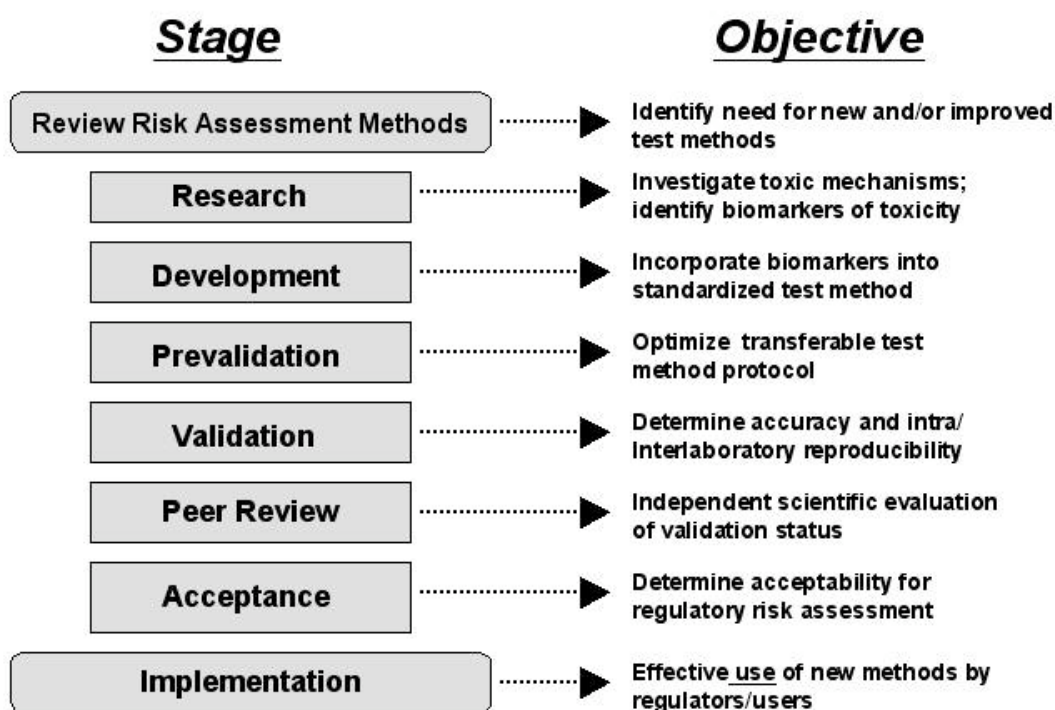 Stage
Objective
Review Risk Assessment Methods
Identify need for new and/or improved
test methods
Research
Investigate toxic mechanisms;
identify biomarkers of toxicity
Development
Incorporate biomarkers into
standardized test method
Prevalidation
Optimize transferable test
method protocol
Validation
Determine accuracy and intra/
Interlaboratory reproducibility
Peer Review
Independent scientific evaluation
of validation status
Acceptance
Determine acceptability for
regulatory risk assessment
Implementation
Effective use of new methods by
regulators/users